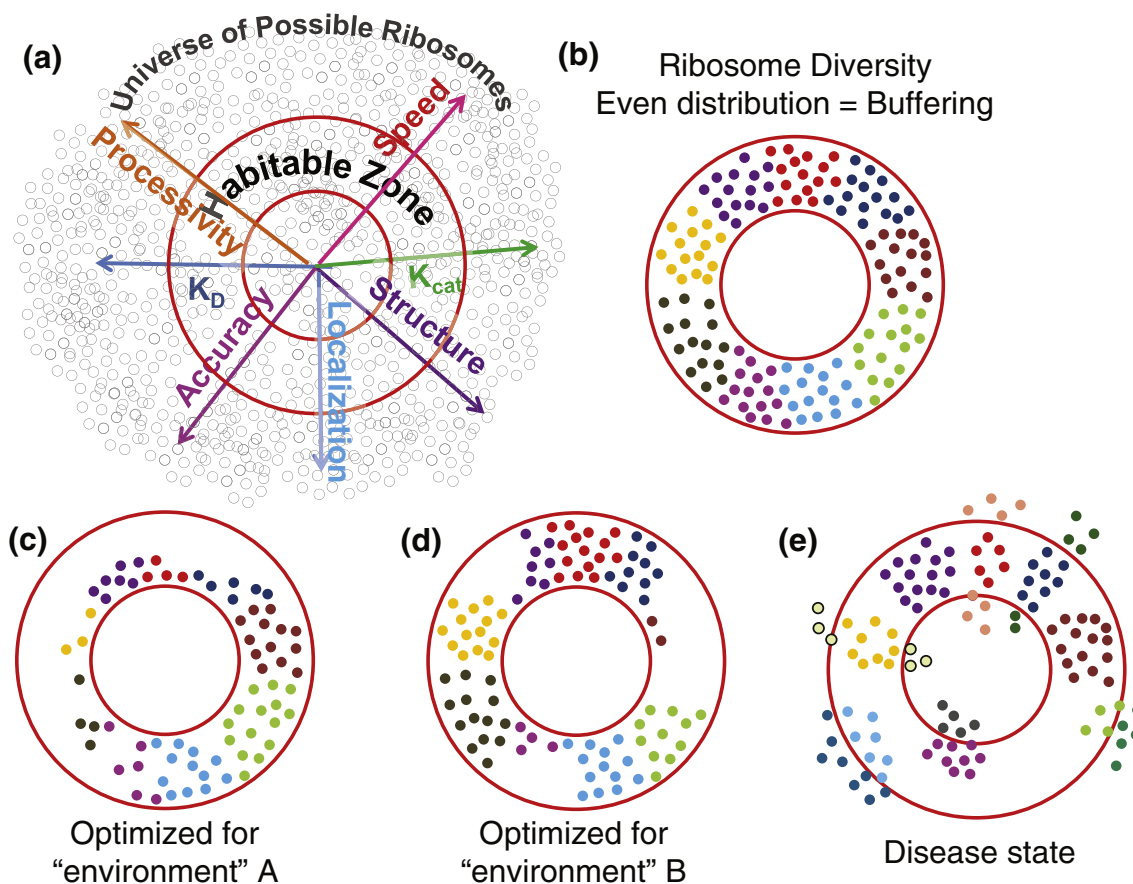 (a)
Universe of Possible Ribosomes
Speed
Processivity
Habitable Zone
KD
Kcat
Accuracy
Localization
Structure
(b)
Ribosome Diversity
Even distribution = Buffering
(c)
Optimized for
“environment” A
(d)
Optimized for
“environment” B
(e)
Disease state